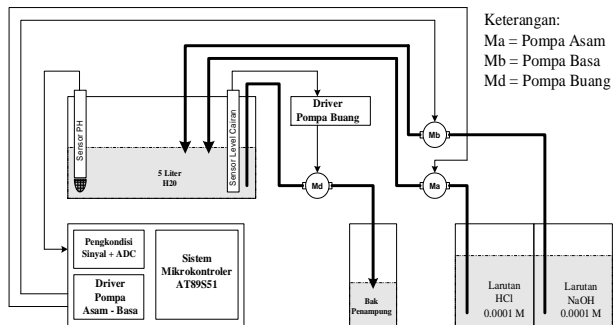 Keterangan:
Ma = Pompa Asam
Mb = Pompa Basa
Md = Pompa Buang
Sensor PH
Sensor Level Cairan
Driver
Pompa Buang
Mb
Ma
Md
5 Liter
H20
Pengkondisi
Sinyal + ADC
Driver
Pompa
Asam - Basa
Sistem
Mikrokontroler
AT89S51
Bak
Penampung
Larutan
HCl
0.0001 M
Larutan
NaOH
0.0001 M